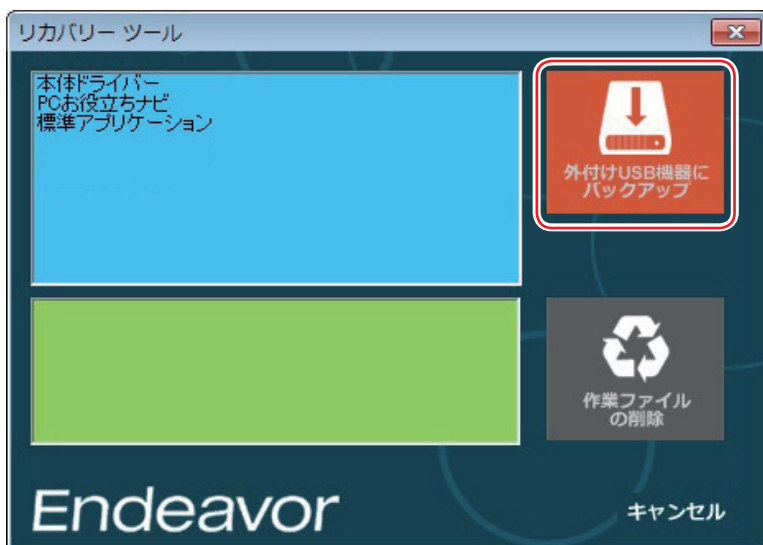 リカバリー ツール
本体ドライバー
PCお役立ちナビ
標準アプリケーション
外付けUSB機器に
バックアップ
作業ファイル
の削除
Endeavor
キャンセル